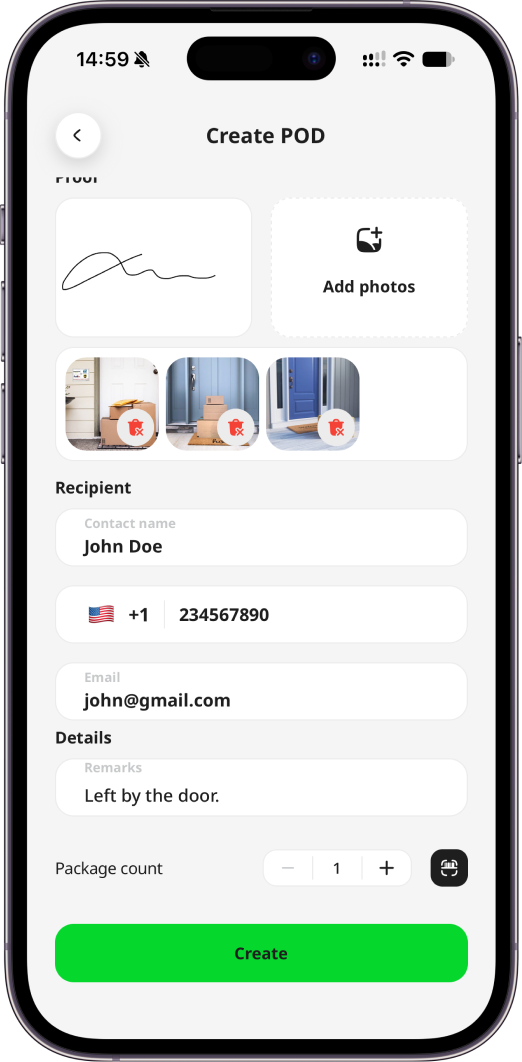 14:59
Create POD
Proof
Add photos
Recipient
Contact name
John Doe
+1 234567890
Email
john@gmail.com
Details
Remarks
Left by the door.
Package count
1
Create